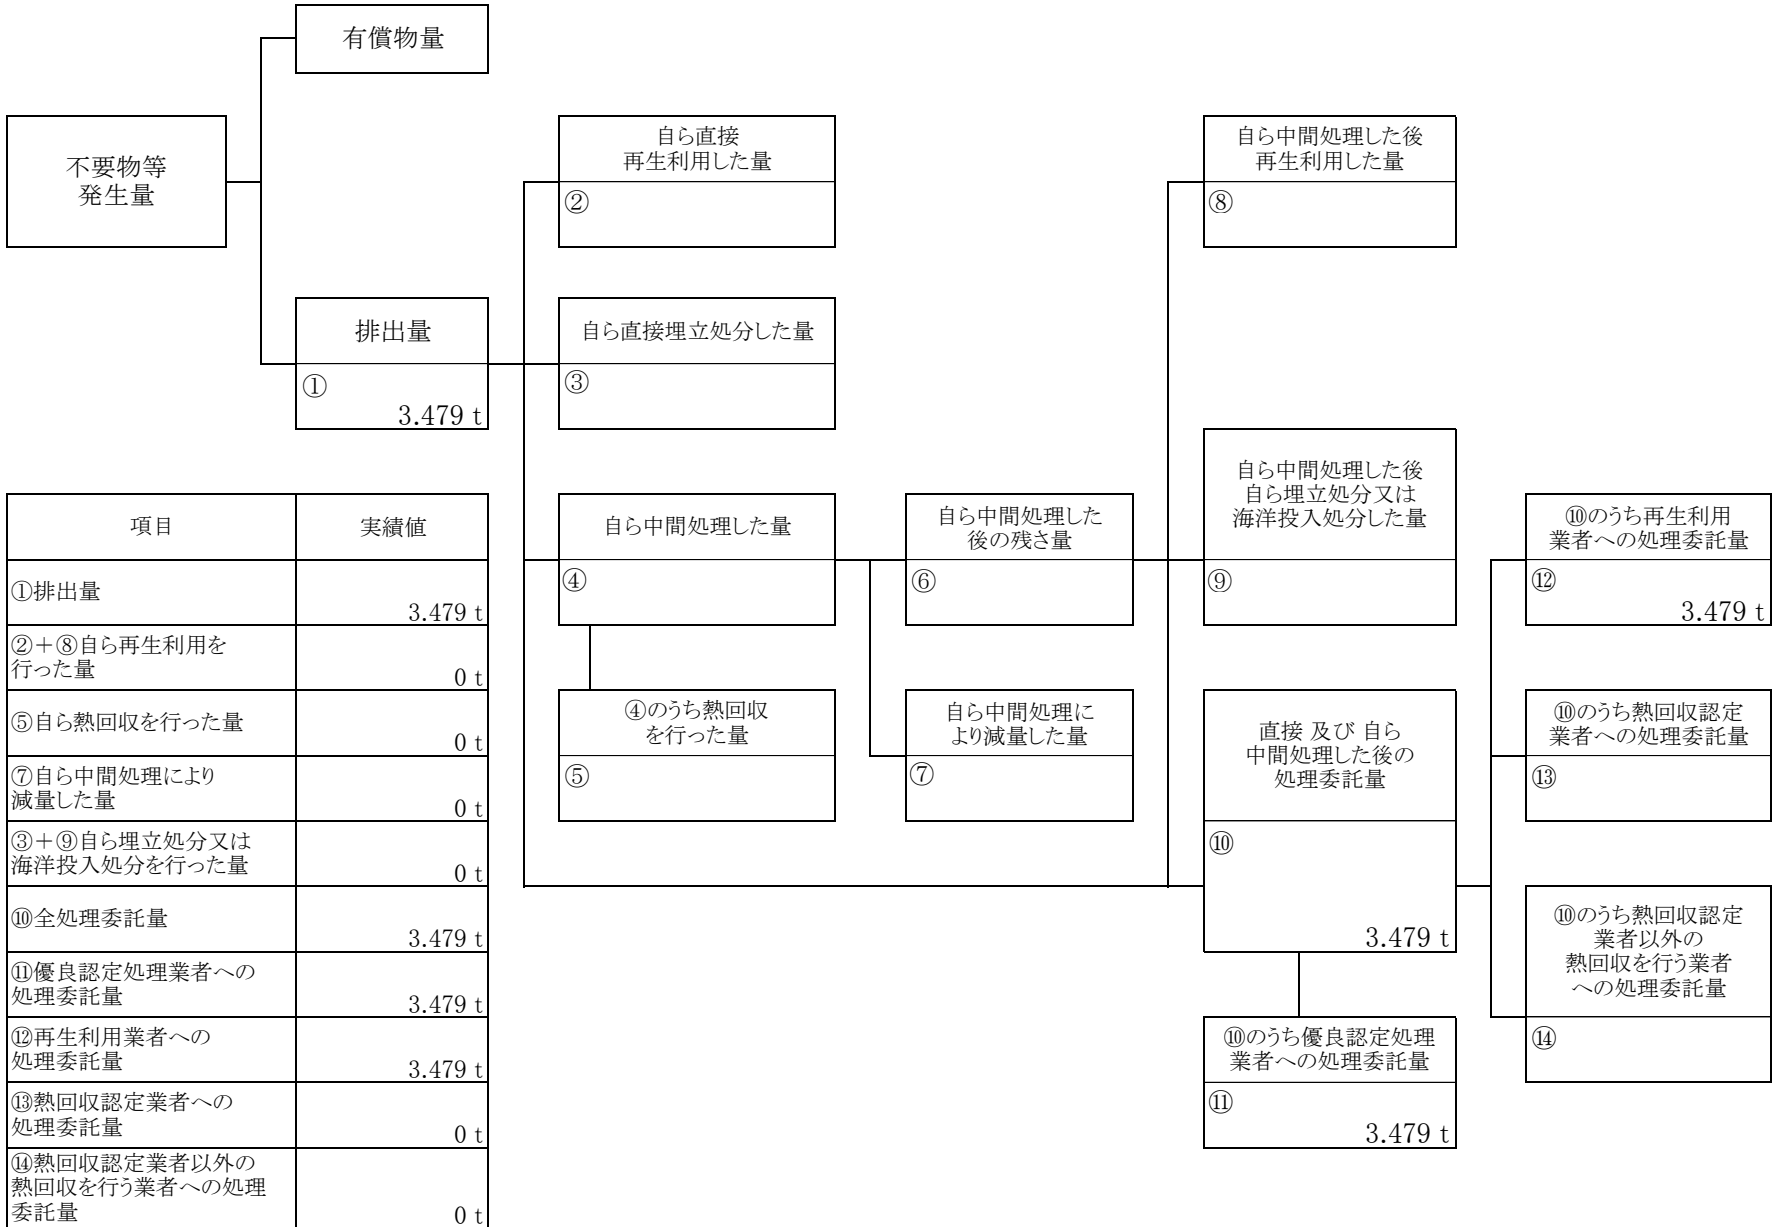 有償物量
不要物等
発生量
自ら直接
再生利用した量
②
自ら中間処理した後
再生利用した量
⑧
排出量
①
3.479 t
自ら直接埋立処分した量
③
自ら中間処理した量
④
自ら中間処理した
後の残さ量
⑥
自ら中間処理した後
自ら埋立処分又は
海洋投入処分した量
⑨
⑩のうち再生利用
業者への処理委託量
⑫
3.479 t
④のうち熱回収
を行った量
⑤
自ら中間処理に
より減量した量
⑦
直接 及び 自ら
中間処理した後の
処理委託量
⑩
3.479 t
⑩のうち熱回収認定
業者への処理委託量
⑬
⑩のうち熱回収認定
業者以外の
熱回収を行う業者
への処理委託量
⑭
⑩のうち優良認定処理
業者への処理委託量
⑪
3.479 t
項目 実績値
①排出量
3.479 t
②＋⑧自ら再生利用を
行った量
0 t
⑤自ら熱回収を行った量
0 t
⑦自ら中間処理により
減量した量
0 t
③＋⑨自ら埋立処分又は
海洋投入処分を行った量
0 t
⑩全処理委託量
3.479 t
⑪優良認定処理業者への
処理委託量
3.479 t
⑫再生利用業者への
処理委託量
3.479 t
⑬熱回収認定業者への
処理委託量
0 t
⑭熱回収認定業者以外の
熱回収を行う業者への処理
委託量
0 t